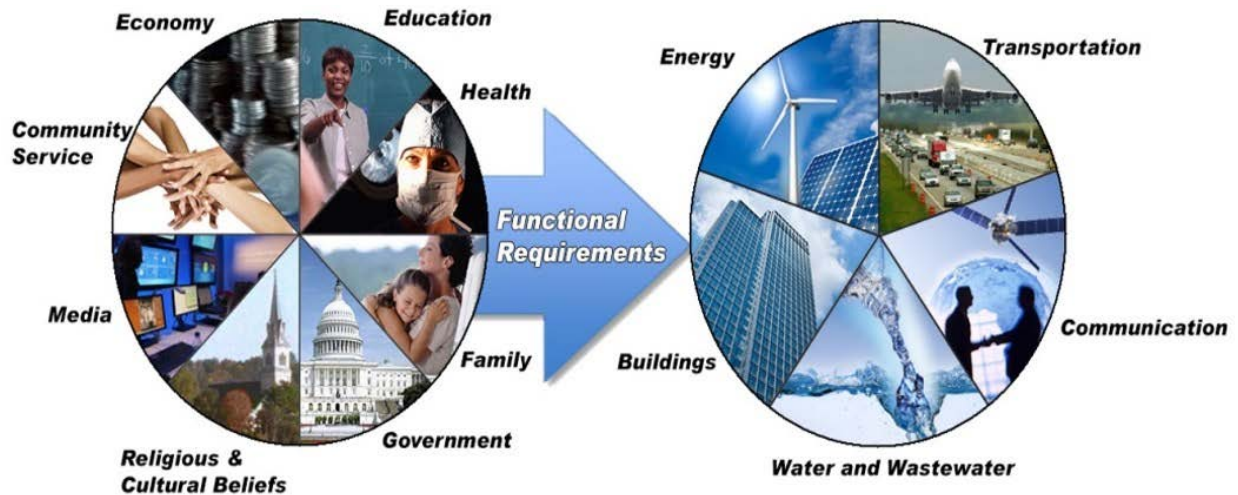 Economy
Education
Health
Community
Service
Media
Religious &
Cultural Beliefs
Government
Family
Functional
Requirements
Energy
Transportation
Buildings
Communication
Water and Wastewater